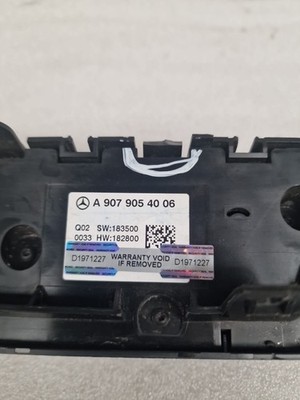 A 907 905 40 06
Q02 SW:183500
0033 HW:182800
D1971227 WARRANTY VOID IF REMOVED D1971227